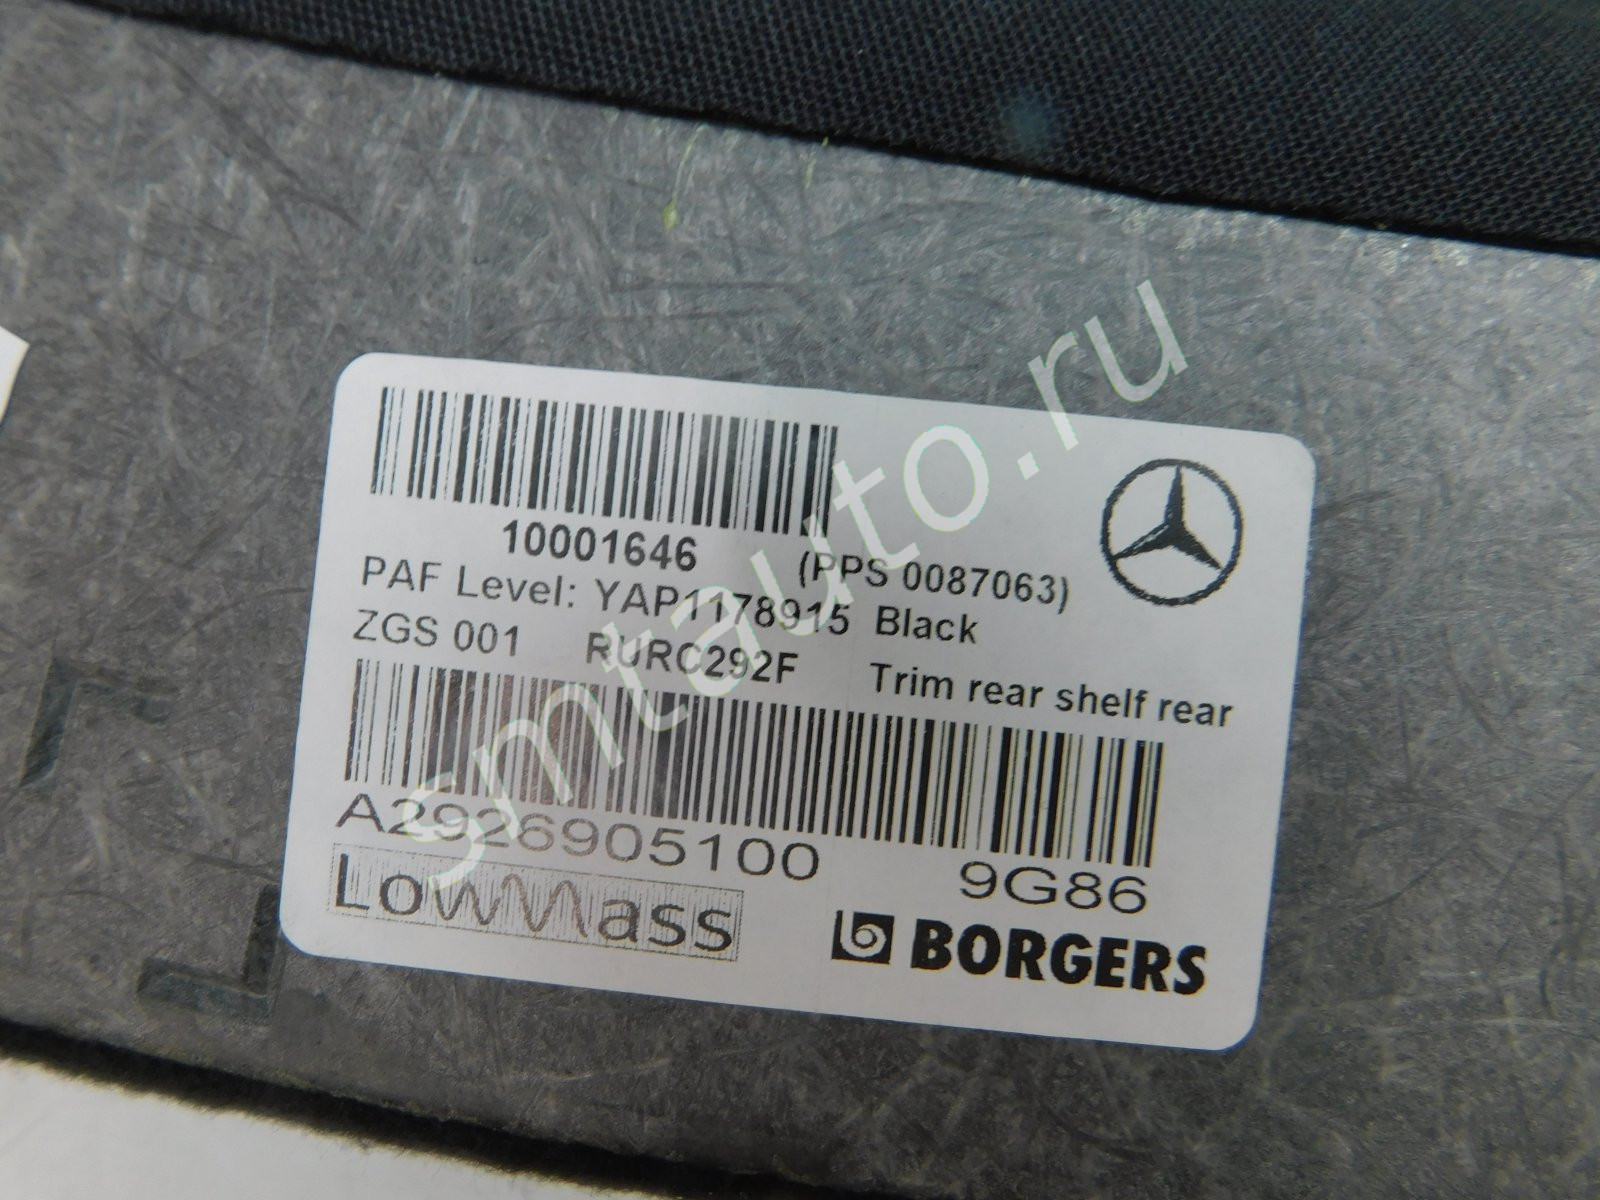 10001646 (PPS 0087063)
PAF Level: YAP1178915 Black
ZGS 001 RURC292F Trim rear shelf rear
A2926905100 9G86
LowMass
BORGERS
smtauto.ru